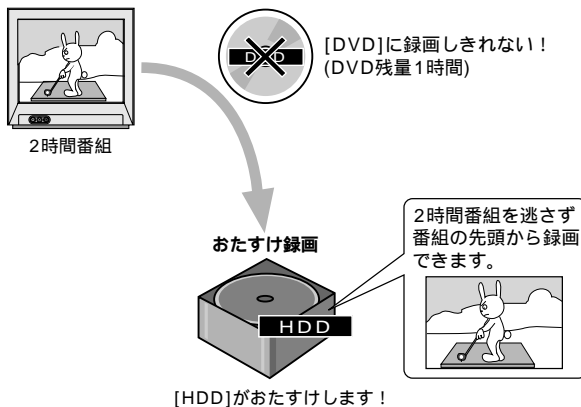 [DVD]に録画しきれない！
(DVD残量1時間)
2時間番組
おたすけ録画
2時間番組を逃さず
番組の先頭から録画
できます。
HDD
[HDD]がおたすけします！